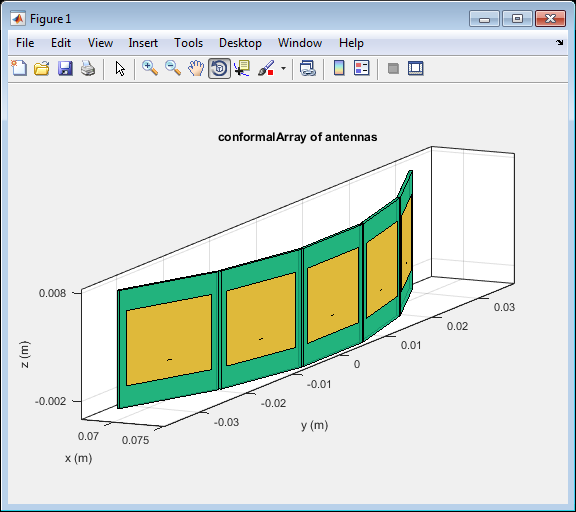 Figure 1
File Edit View Insert Tools Desktop Window Help
conformalArray of antennas
0.008
-0.002
z (m)
0.07
0.075
x (m)
-0.03
-0.02
-0.01
0
0.01
0.02
0.03
y (m)